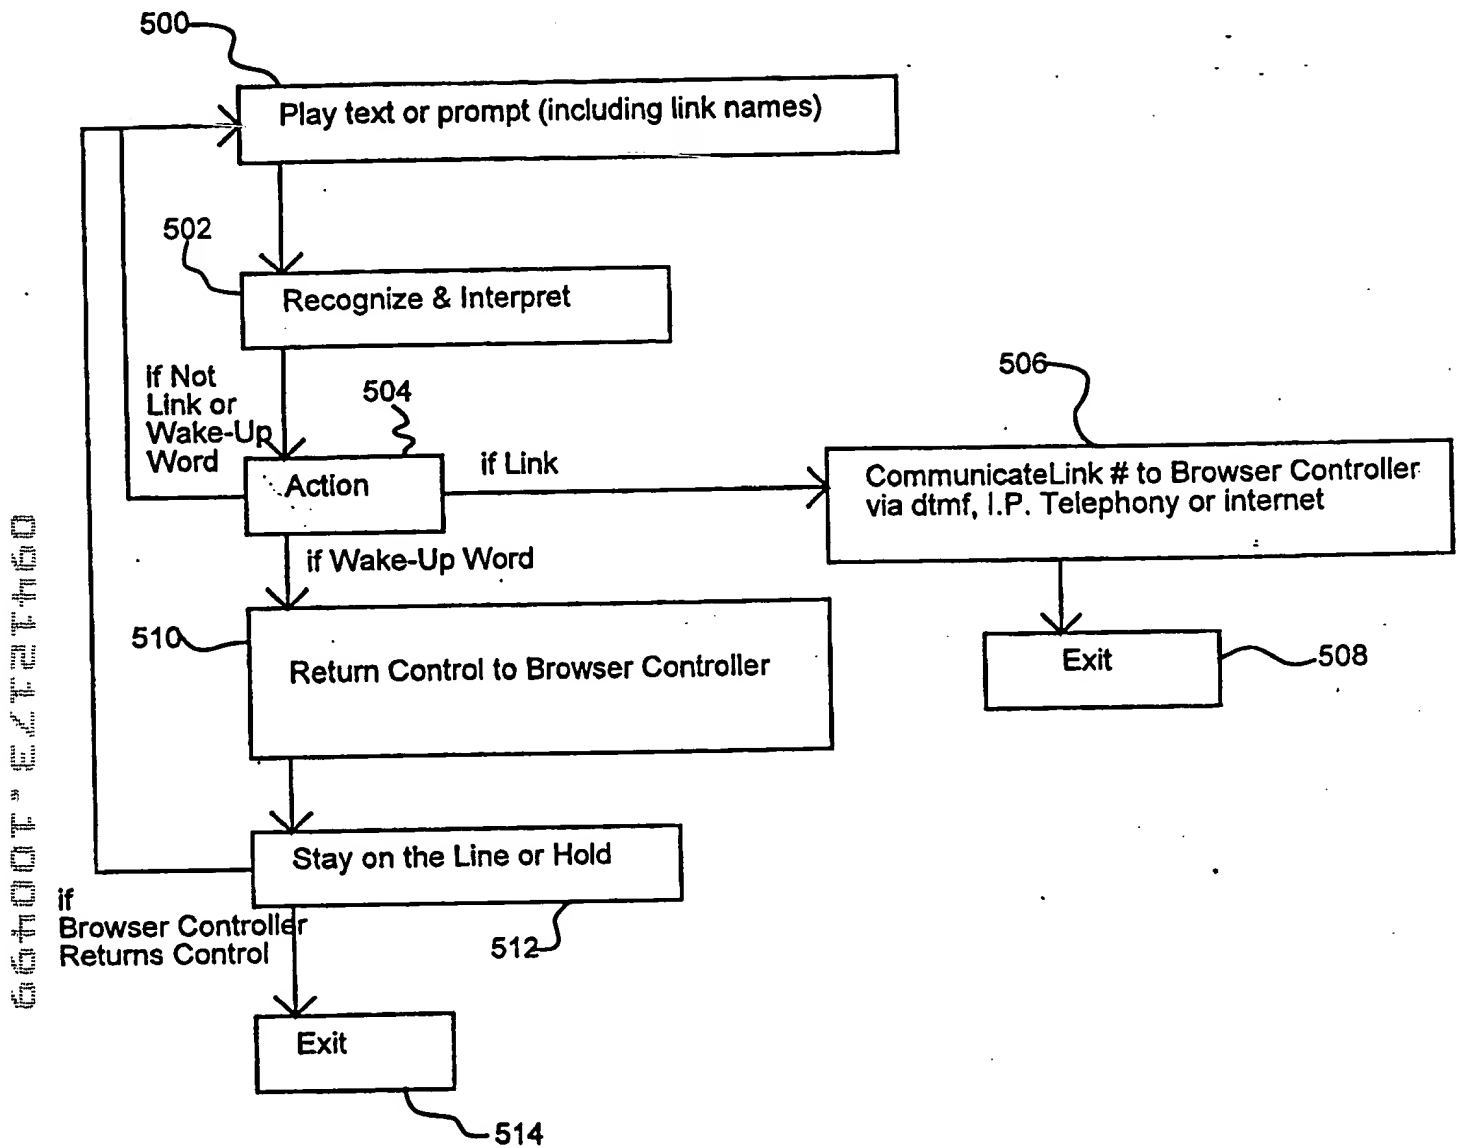 500
Play text or prompt (including link names)
502
Recognize & Interpret
if Not
Link or
Wake-Up
Word
504
Action
if Link
506
CommunicateLink # to Browser Controller
via dtmf, I.P. Telephony or internet
if Wake-Up Word
Exit
508
510
Return Control to Browser Controller
Stay on the Line or Hold
512
if
Browser Controller
Returns Control
Exit
514
09412173.100499